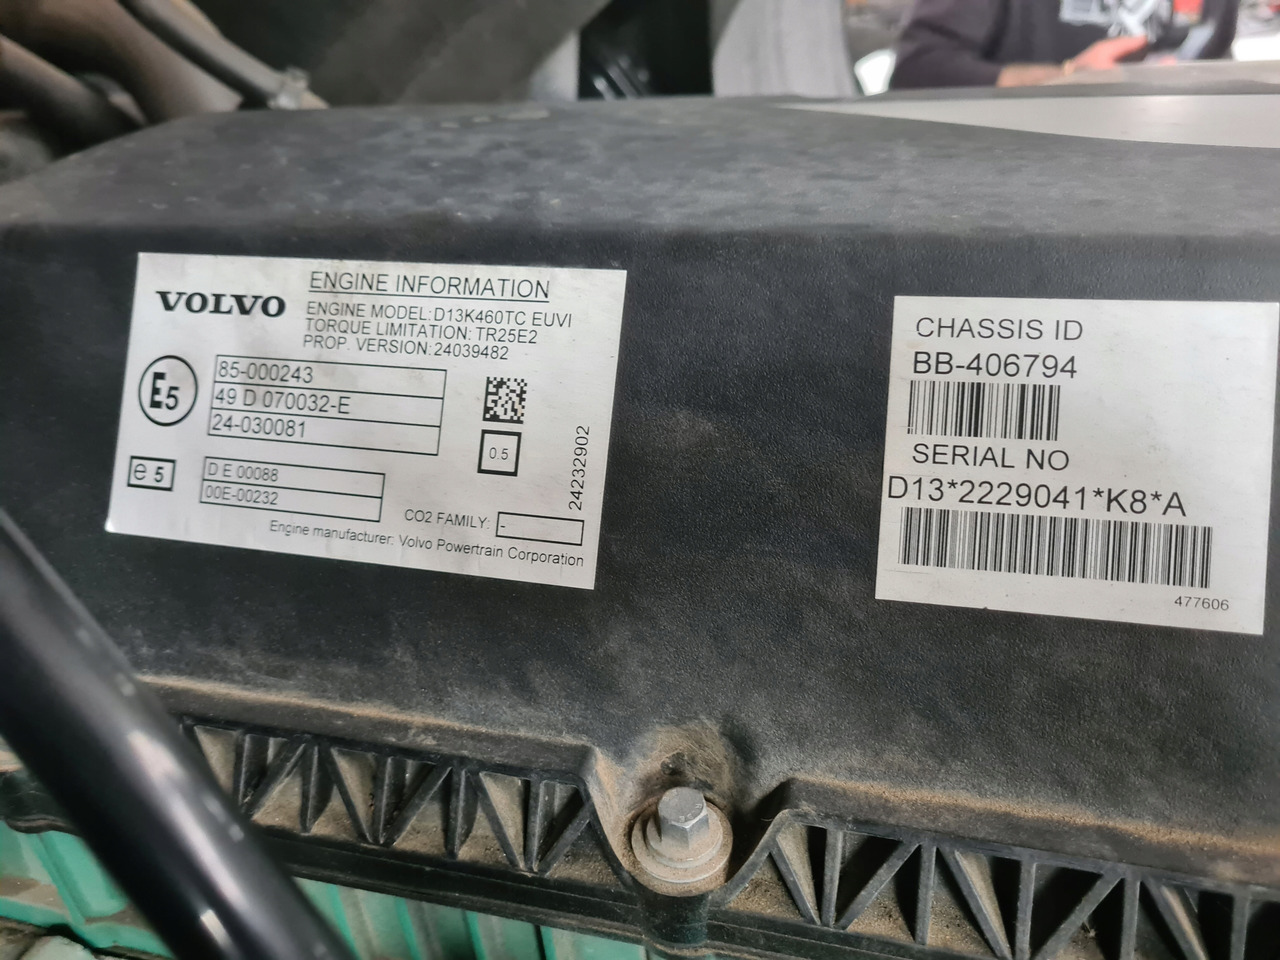 VOLVO
ENGINE INFORMATION
ENGINE MODEL: D13K460TC EUVI
TORQUE LIMITATION: TR25E2
PROP. VERSION: 24039482
E5
85-000243
49 D 070032-E
24-030081
0.5
24232902
e 5
D E 00088
00E-00232
CO2 FAMILY: -
Engine manufacturer: Volvo Powertrain Corporation
CHASSIS ID
BB-406794
SERIAL NO
D13*2229041*K8*A
477606